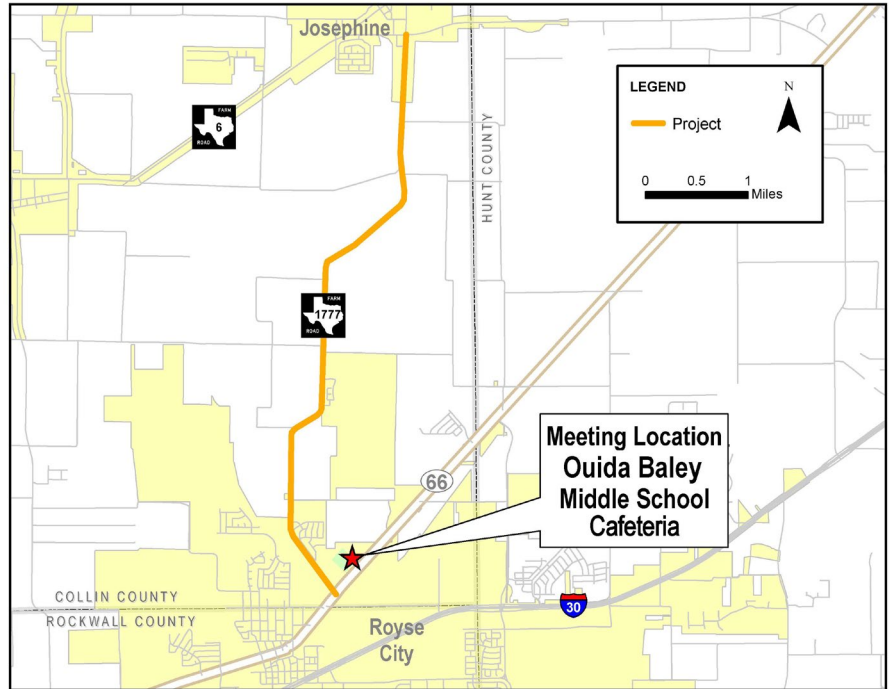 Josephine
FARM
6
ROAD
HUNT COUNTY
LEGEND
Project
N
0 0.5 1
Miles
FARM
1777
ROAD
66
Meeting Location
Ouida Baley
Middle School
Cafeteria
COLLIN COUNTY
ROCKWALL COUNTY
30
Royse
City